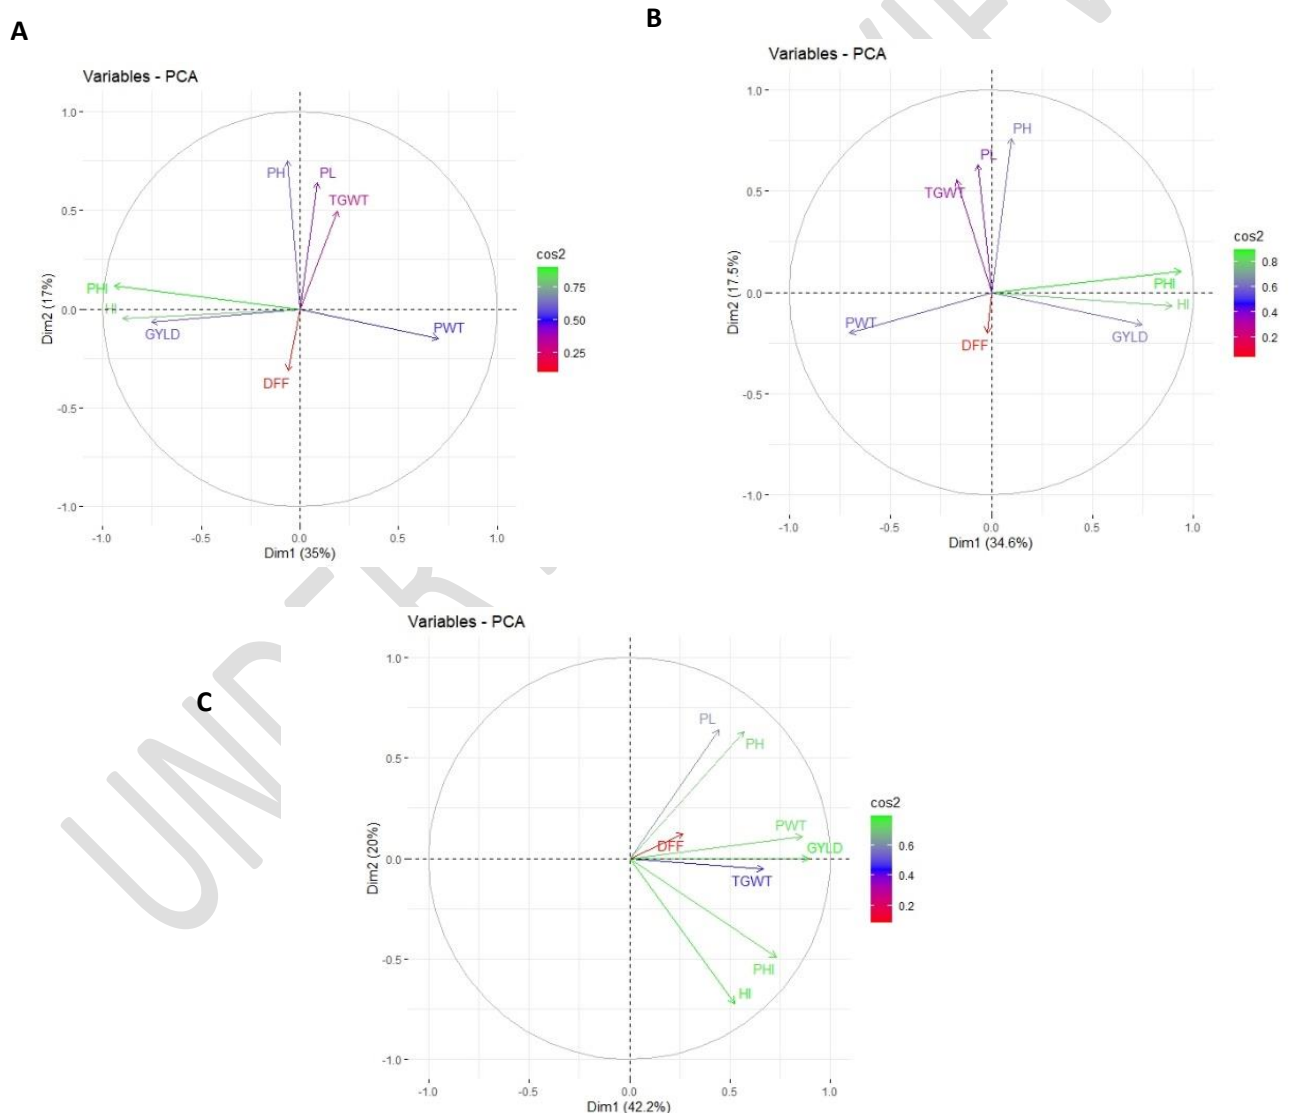 A
B
Variables - PCA
1.0
0.5
0.0
-0.5
-1.0
-1.0
-0.5
0.0
0.5
1.0
Dim2 (17%)
Dim1 (35%)
PH
PL
TGWT
PHI
HI
GYLD
PWT
DFF
cos2
0.75
0.50
0.25
Variables - PCA
1.0
0.5
0.0
-0.5
-1.0
-1.0
-0.5
0.0
0.5
1.0
Dim2 (17.5%)
Dim1 (34.6%)
PH
PL
TGWT
PHI
HI
PWT
GYLD
DFF
cos2
0.8
0.6
0.4
0.2
C
Variables - PCA
1.0
0.5
0.0
-0.5
-1.0
-1.0
-0.5
0.0
0.5
1.0
Dim2 (20%)
Dim1 (42.2%)
PL
PH
PWT
DFF
GYLD
TGWT
PHI
HI
cos2
0.6
0.4
0.2